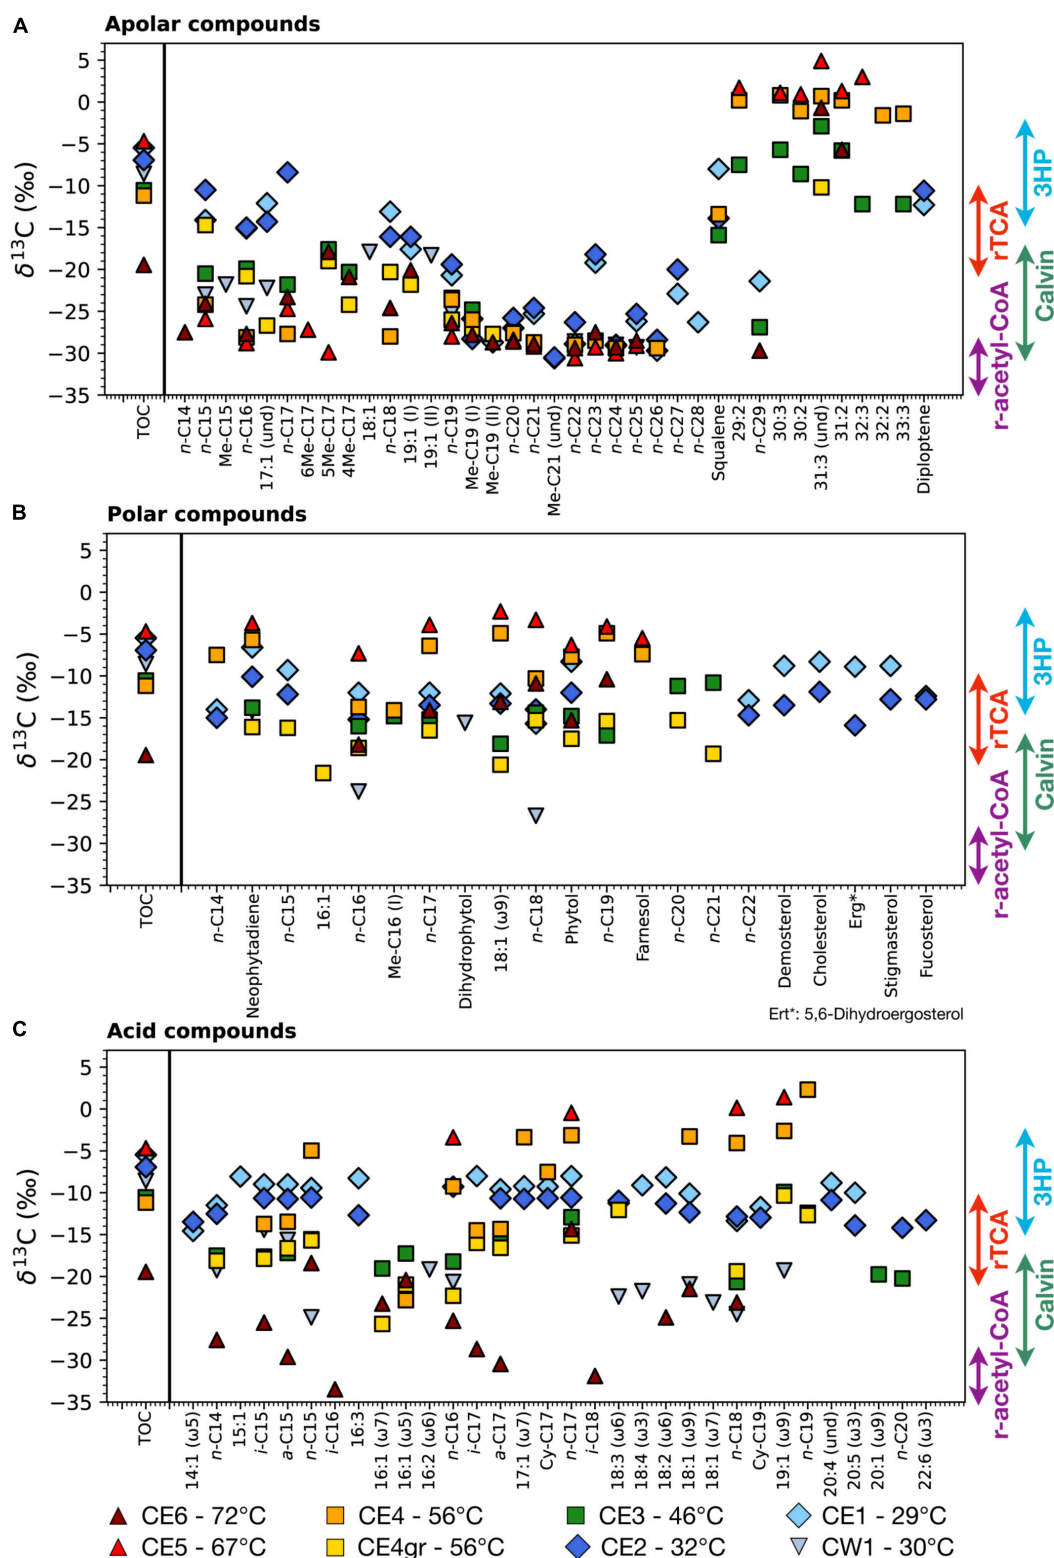 A
Apolar compounds
5
0
−5
−10
−15
−20
−25
−30
−35
δ¹³C (‰)
TOC
n-C14
n-C15
Me-C15
n-C16
17:1 (und)
n-C17
6Me-C17
5Me-C17
4Me-C17
18:1
n-C18
19:1 (I)
19:1 (II)
n-C19
Me-C19 (I)
Me-C19 (II)
n-C20
n-C21
Me-C21 (und)
n-C22
n-C23
n-C24
n-C25
n-C26
n-C27
n-C28
Squalene
29:2
n-C29
30:3
30:2
31:3 (und)
31:2
32:3
32:2
33:3
Diploptene
r-acetyl-CoA
rTCA
3HP
Calvin
B
Polar compounds
0
−5
−10
−15
−20
−25
−30
−35
δ¹³C (‰)
TOC
n-C14
Neophytadiene
n-C15
16:1
n-C16
Me-C16 (I)
n-C17
Dihydrophytol
18:1 (ω9)
n-C18
Phytol
n-C19
Farnesol
n-C20
n-C21
n-C22
Demosterol
Cholesterol
Erg*
Stigmasterol
Fucosterol
r-acetyl-CoA
rTCA
3HP
Calvin
Ert*: 5,6-Dihydroergosterol
C
Acid compounds
5
0
−5
−10
−15
−20
−25
−30
−35
δ¹³C (‰)
TOC
14:1 (ω5)
n-C14
15:1
i-C15
a-C15
n-C15
i-C16
16:3
16:1 (ω7)
16:1 (ω5)
16:2 (ω6)
n-C16
i-C17
a-C17
17:1 (ω7)
Cy-C17
n-C17
i-C18
18:3 (ω6)
18:4 (ω3)
18:2 (ω6)
18:1 (ω9)
18:1 (ω7)
n-C18
Cy-C19
19:1 (ω9)
n-C19
20:4 (und)
20:5 (ω3)
20:1 (ω9)
n-C20
22:6 (ω3)
r-acetyl-CoA
rTCA
3HP
Calvin
CE6 - 72°C
CE4 - 56°C
CE3 - 46°C
CE1 - 29°C
CE5 - 67°C
CE4gr - 56°C
CE2 - 32°C
CW1 - 30°C